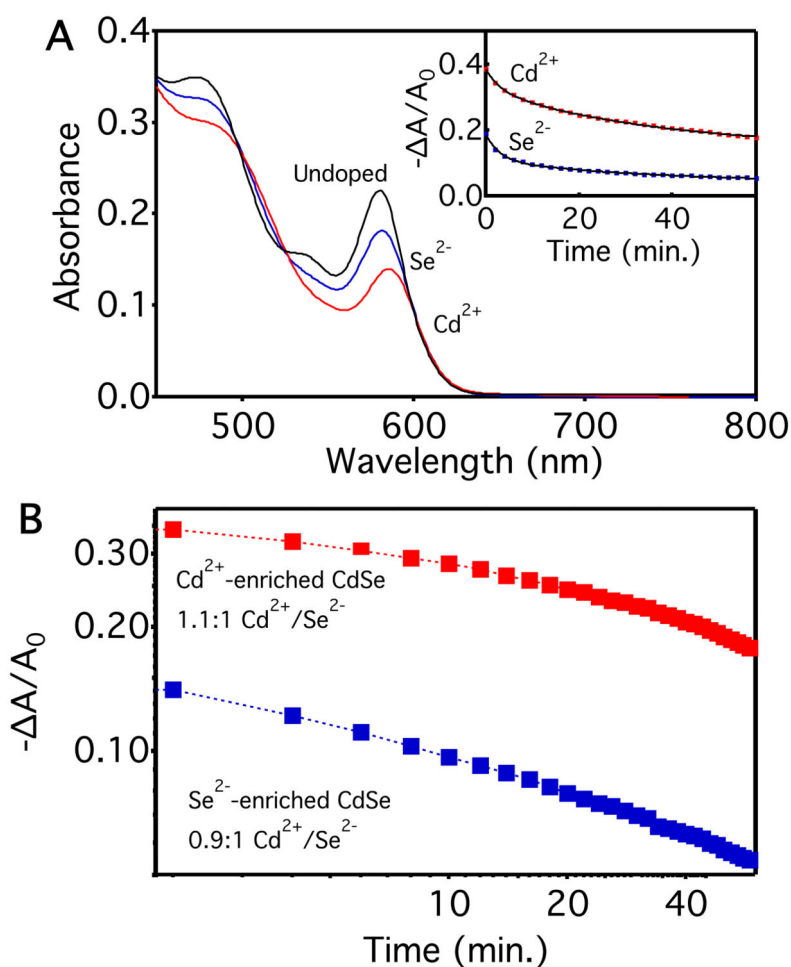 A
0.4
0.3
0.2
0.1
0.0
Absorbance
500
600
700
800
Wavelength (nm)
Undoped
Se²⁻
Cd²⁺
0.4
0.2
0.0
-ΔA/A₀
Cd²⁺
Se²⁻
0
20
40
Time (min.)
B
0.30
0.20
0.10
-ΔA/A₀
Cd²⁺-enriched CdSe
1.1:1 Cd²⁺/Se²⁻
Se²⁻-enriched CdSe
0.9:1 Cd²⁺/Se²⁻
10
20
40
Time (min.)